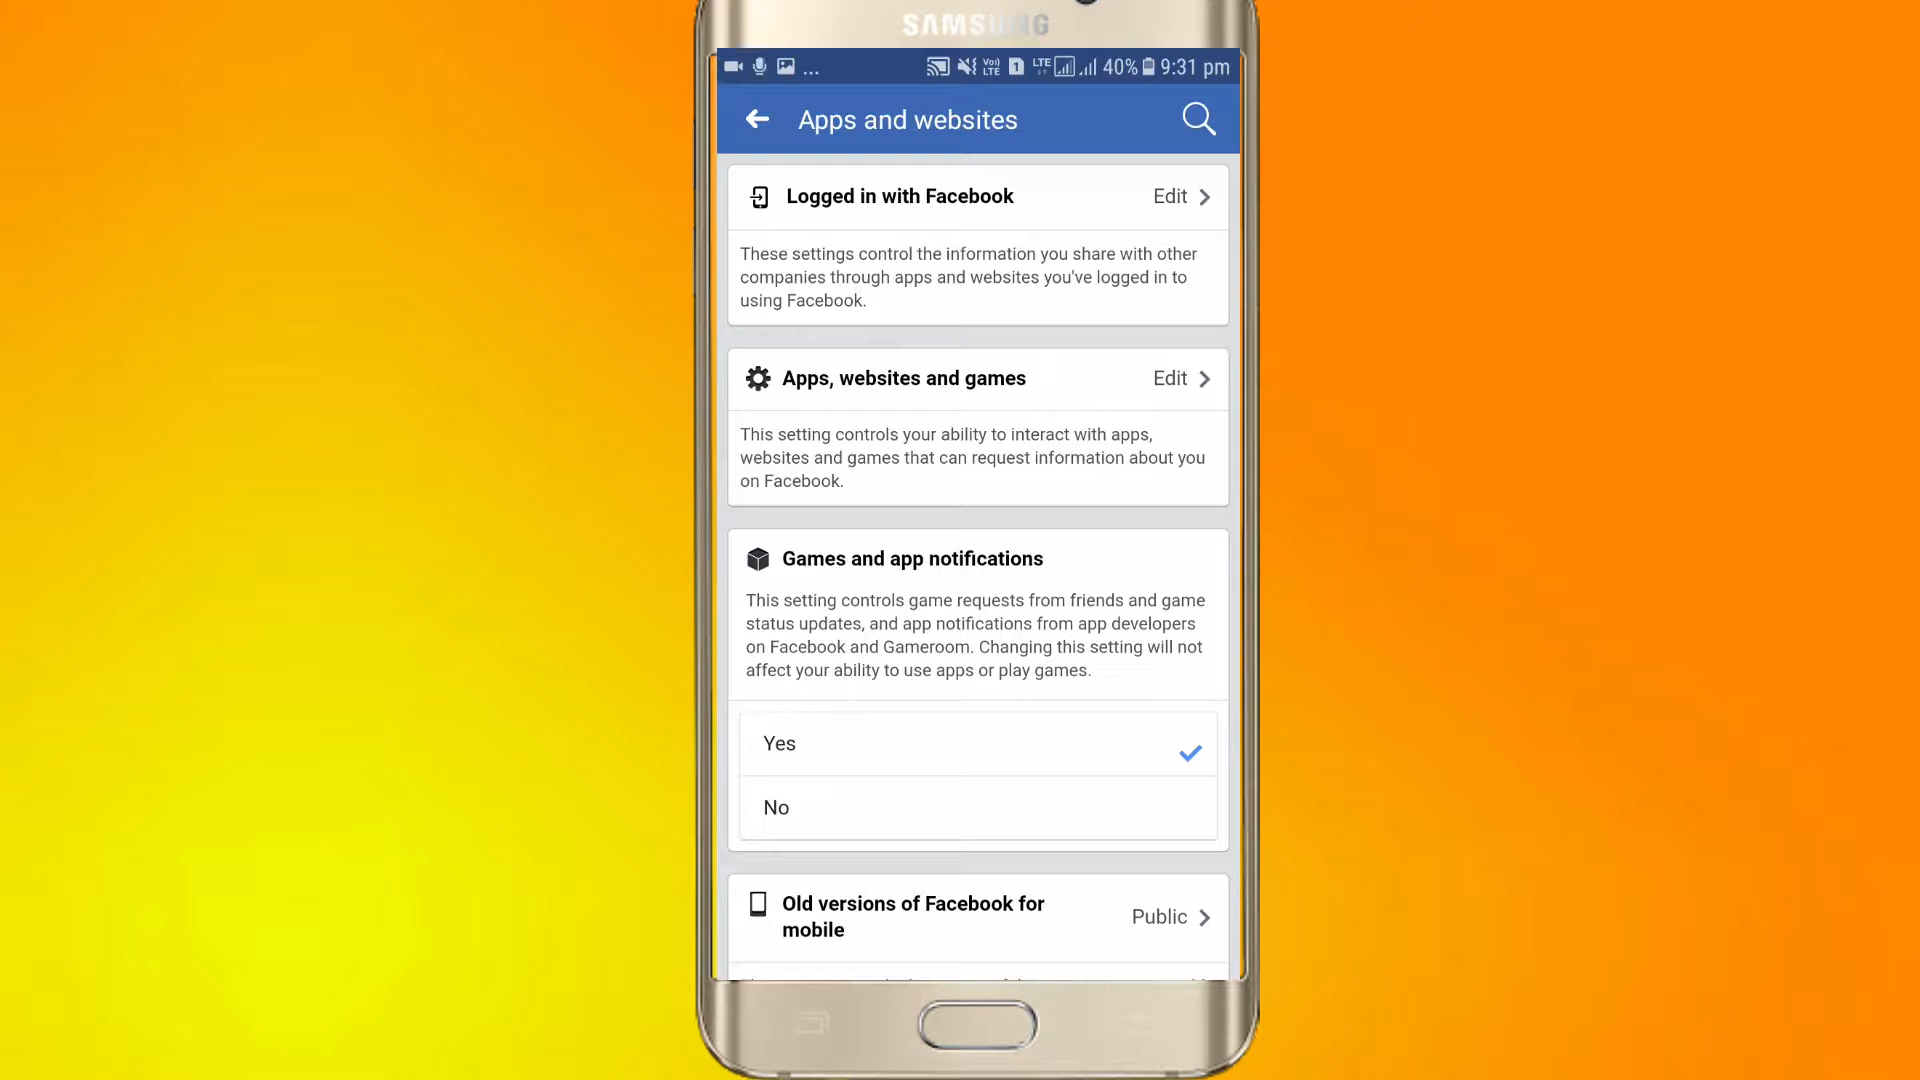 SAMSUNG
... Vo) LTE 1 LTE 40% 9:31 pm
Apps and websites
Logged in with Facebook Edit
These settings control the information you share with other
companies through apps and websites you've logged in to
using Facebook.
Apps, websites and games Edit
This setting controls your ability to interact with apps,
websites and games that can request information about you
on Facebook.
Games and app notifications
This setting controls game requests from friends and game
status updates, and app notifications from app developers
on Facebook and Gameroom. Changing this setting will not
affect your ability to use apps or play games.
Yes
No
Old versions of Facebook for
mobile
Public